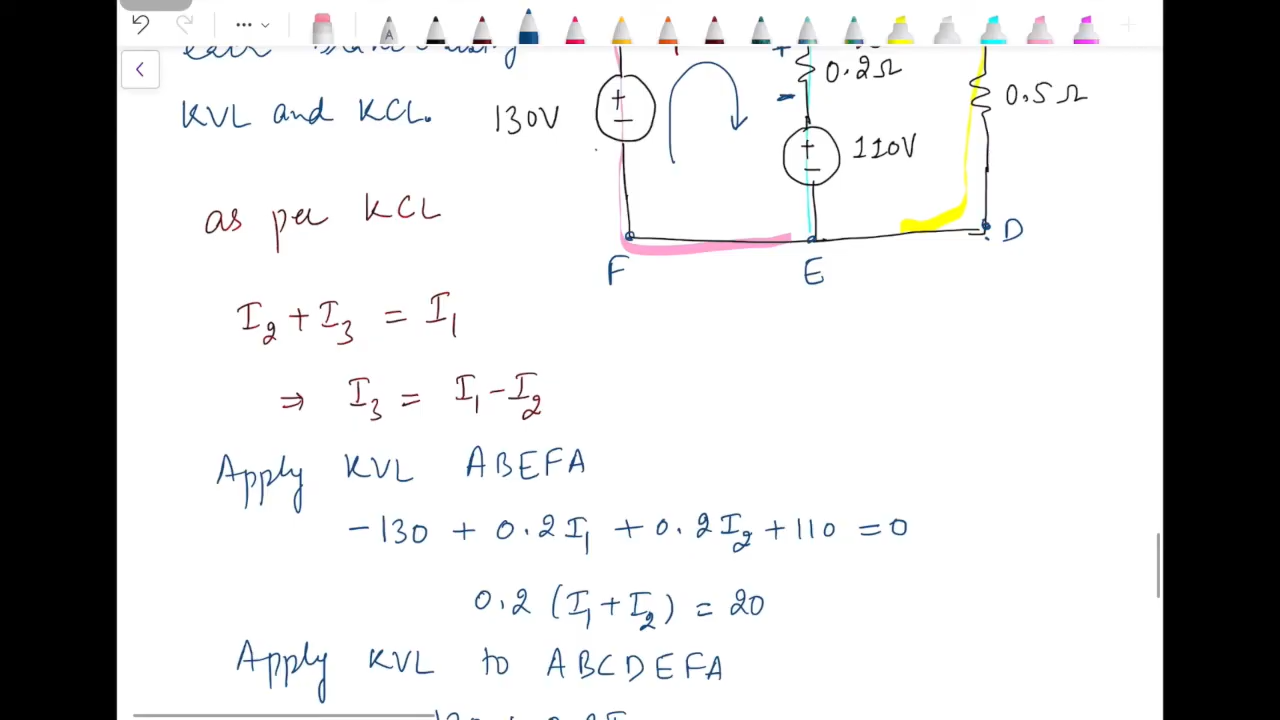 A
0.2Ω
0.5Ω
KVL and KCL.
130V
+
−
+
−
+
−
110V
as per KCL
F
E
D
I₂ + I₃ = I₁
⇒ I₃ = I₁ − I₂
Apply KVL ABEFA
−130 + 0.2I₁ + 0.2I₂ + 110 = 0
0.2 (I₁ + I₂) = 20
Apply KVL to ABCDEFA